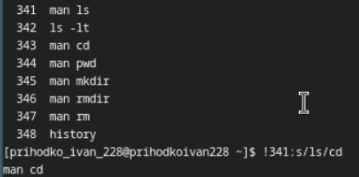 341 man ls
342 ls -lt
343 man cd
344 man pwd
345 man mkdir
346 man rmdir
347 man rm
348 history
[prihodko_ivan_228@prihodkoivan228 ~]$ !341:s/ls/cd
man cd